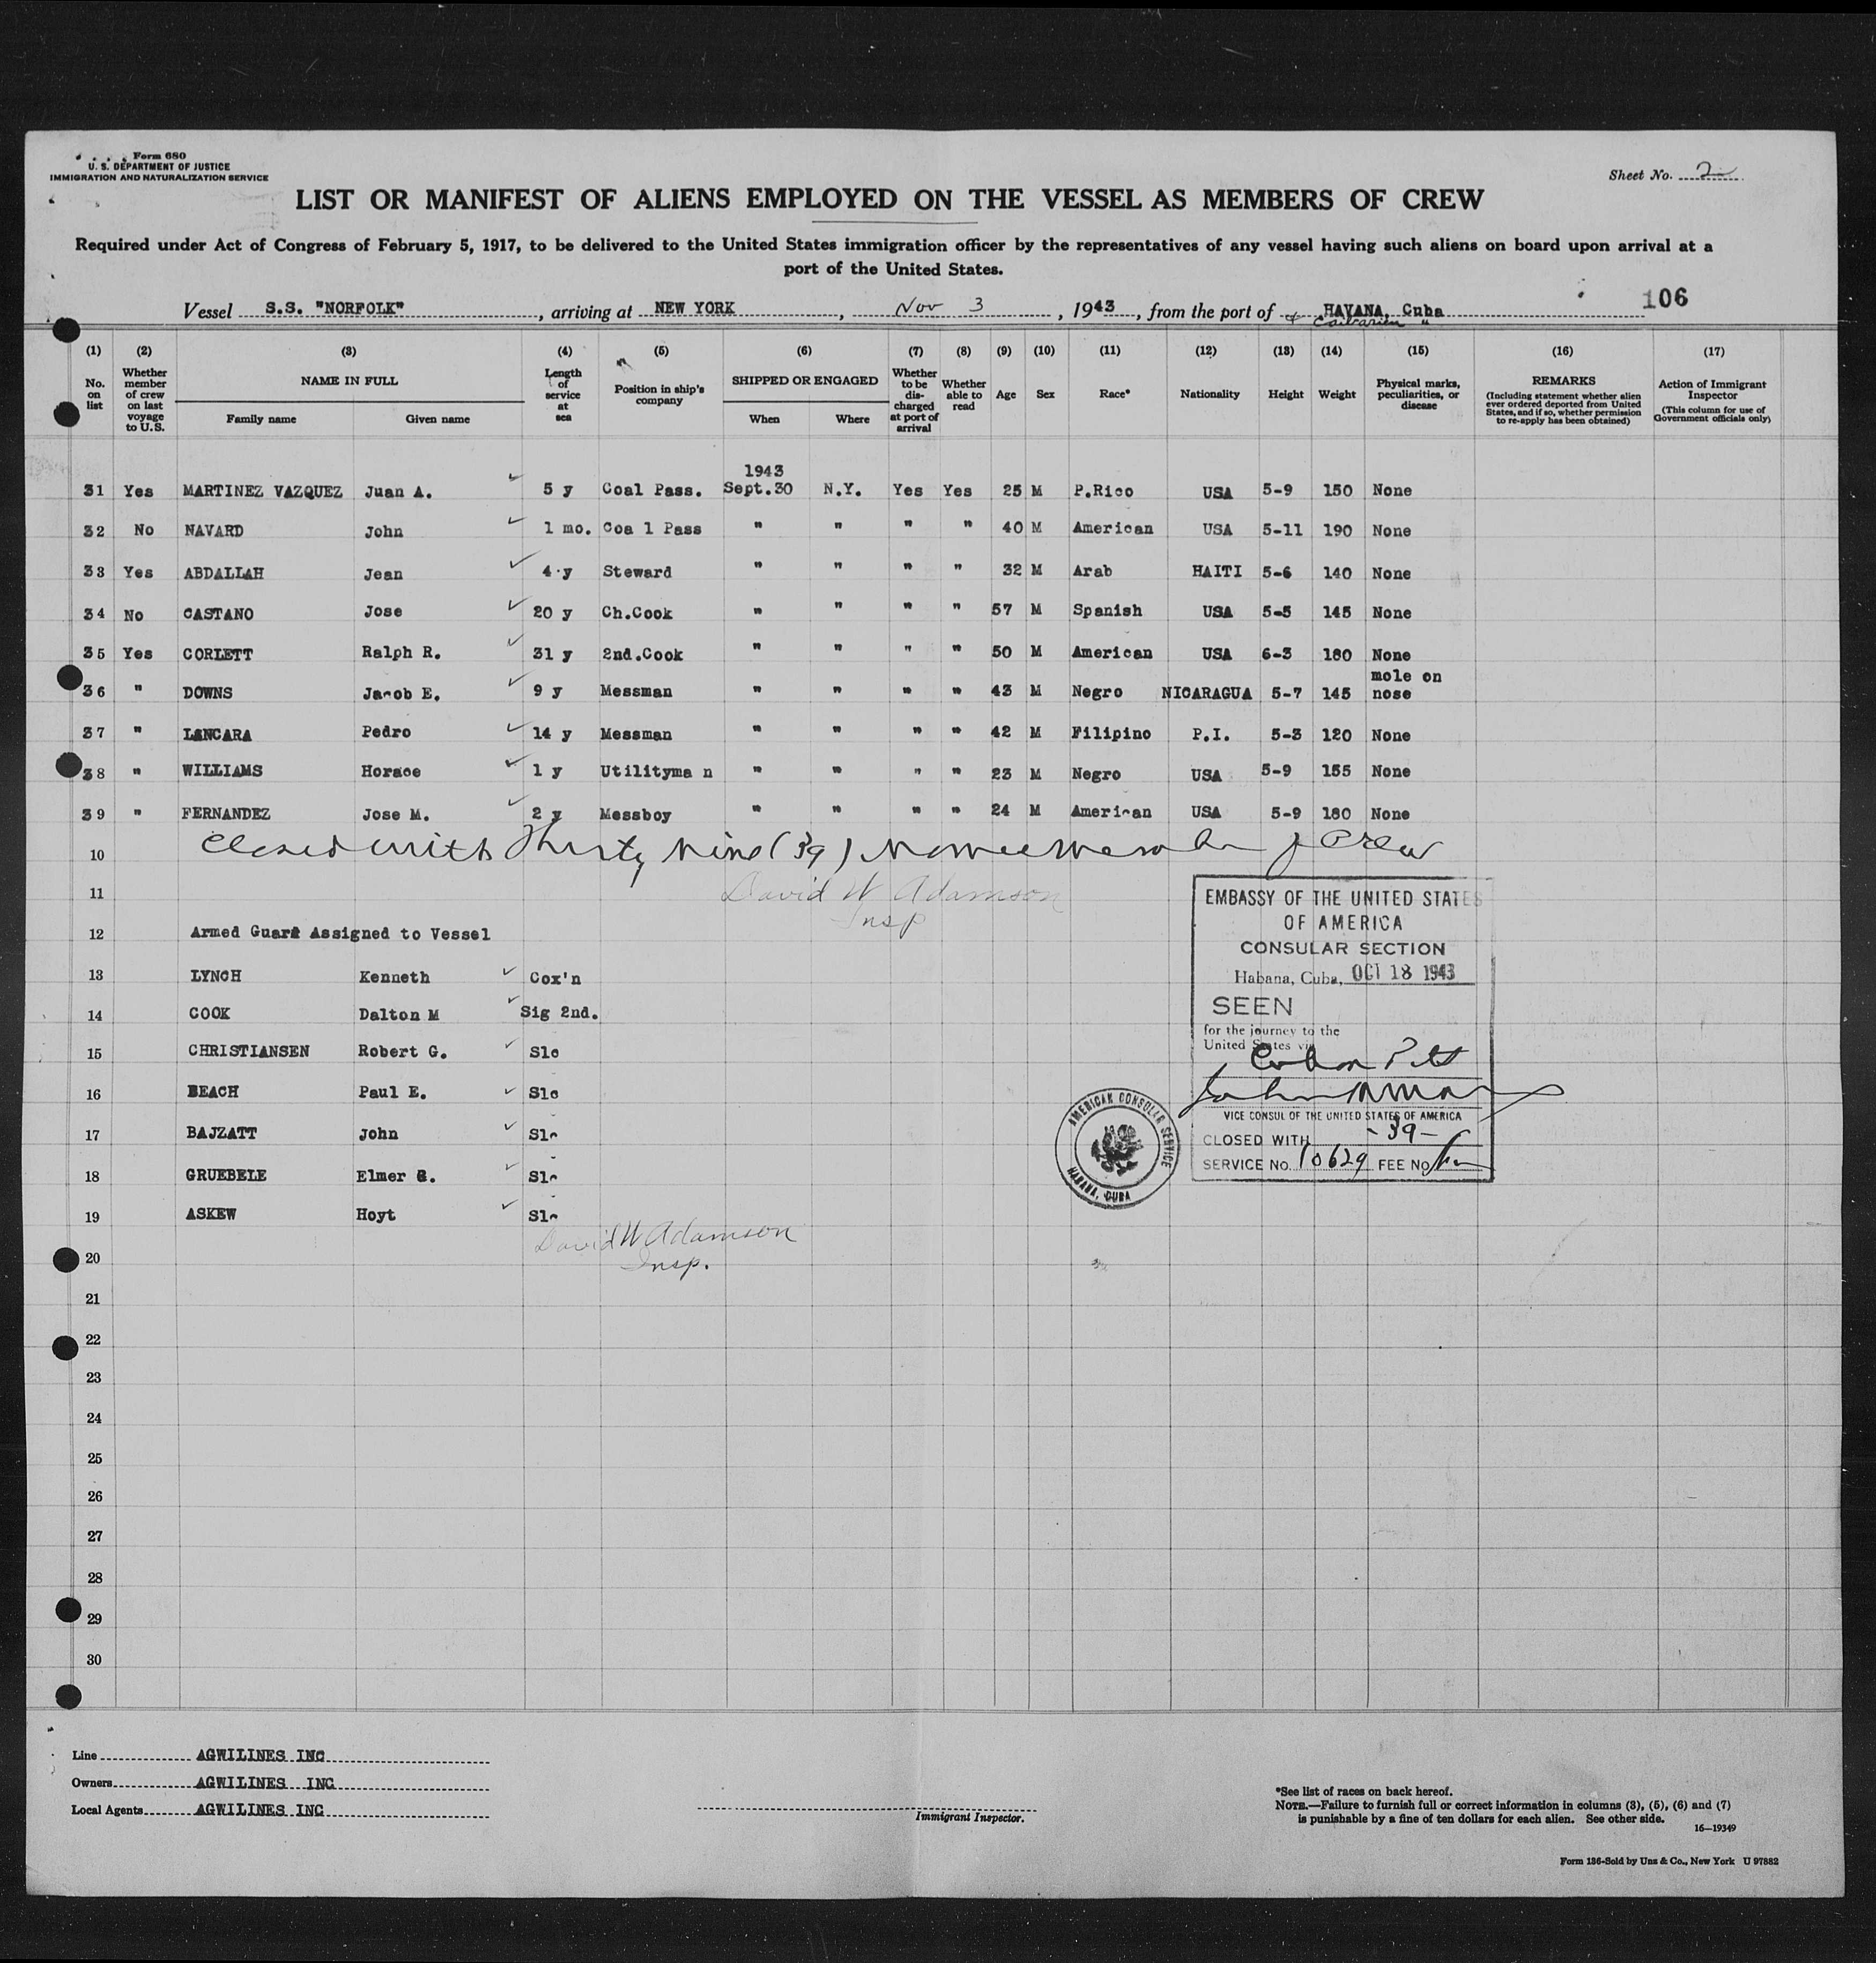 Form 680
U. S. DEPARTMENT OF JUSTICE
IMMIGRATION AND NATURALIZATION SERVICE
Sheet No. 2
LIST OR MANIFEST OF ALIENS EMPLOYED ON THE VESSEL AS MEMBERS OF CREW
Required under Act of Congress of February 5, 1917, to be delivered to the United States immigration officer by the representatives of any vessel having such aliens on board upon arrival at a
port of the United States.
106
Vessel S.S. "NORFOLK", arriving at NEW YORK, Nov 3, 1943, from the port of HAVANA, Cuba
& Caibarien "
(1) (2) (3) (4) (5) (6) (7) (8) (9) (10) (11) (12) (13) (14) (15) (16) (17)
No. on list
Whether member of crew on last voyage to U.S.
NAME IN FULL
Family name Given name
Length of service at sea
Position in ship's company
SHIPPED OR ENGAGED
When Where
Whether to be discharged at port of arrival
Whether able to read
Age
Sex
Race*
Nationality
Height
Weight
Physical marks, peculiarities, or disease
REMARKS
(Including statement whether alien ever ordered deported from United States, and if so, whether permission to re-apply has been obtained)
Action of Immigrant Inspector
(This column for use of Government officials only)
1943
31 Yes MARTINEZ VAZQUEZ Juan A. 5 y Coal Pass. Sept.30 N.Y. Yes Yes 25 M P.Rico USA 5-9 150 None
32 No NAVARD John 1 mo. Coa l Pass " " " " 40 M American USA 5-11 190 None
33 Yes ABDALLAH Jean 4 y Steward " " " " 32 M Arab HAITI 5-6 140 None
34 No CASTANO Jose 20 y Ch.Cook " " " " 57 M Spanish USA 5-5 145 None
35 Yes CORLETT Ralph R. 31 y 2nd.Cook " " " " 50 M American USA 6-3 180 None
36 " DOWNS Jacob E. 9 y Messman " " " " 43 M Negro NICARAGUA 5-7 145 mole on nose
37 " LANCARA Pedro 14 y Messman " " " " 42 M Filipino P.I. 5-3 120 None
38 " WILLIAMS Horace 1 y Utilityma n " " " " 23 M Negro USA 5-9 155 None
39 " FERNANDEZ Jose M. 2 y Messboy " " " " 24 M American USA 5-9 180 None
10 Closed with Thirty Nine (39) Crew
11 David W Adamson
Insp
12 Armed Guard Assigned to Vessel
13 LYNCH Kenneth Cox'n
14 COOK Dalton M Sig 2nd.
15 CHRISTIANSEN Robert G. S1c
16 BEACH Paul E. S1c
17 BAJZATT John S1c
18 GRUEBELE Elmer G. S1c
19 ASKEW Hoyt S1c
David W Adamson
20 Insp.
21
22
23
24
25
26
27
28
29
30
EMBASSY OF THE UNITED STATES
OF AMERICA
CONSULAR SECTION
Habana, Cuba, OCT 18 1943
SEEN
for the journey to the
United States via
VICE CONSUL OF THE UNITED STATES OF AMERICA
CLOSED WITH -39-
SERVICE NO. 10629 FEE NO
AMERICAN CONSULAR SERVICE
HABANA, CUBA
Line AGWILINES INC
Owners AGWILINES INC
Local Agents AGWILINES INC
Immigrant Inspector.
*See list of races on back hereof.
NOTE.—Failure to furnish full or correct information in columns (3), (5), (6) and (7)
is punishable by a fine of ten dollars for each alien. See other side.
16—19349
Form 136-Sold by Unz & Co., New York U 97882